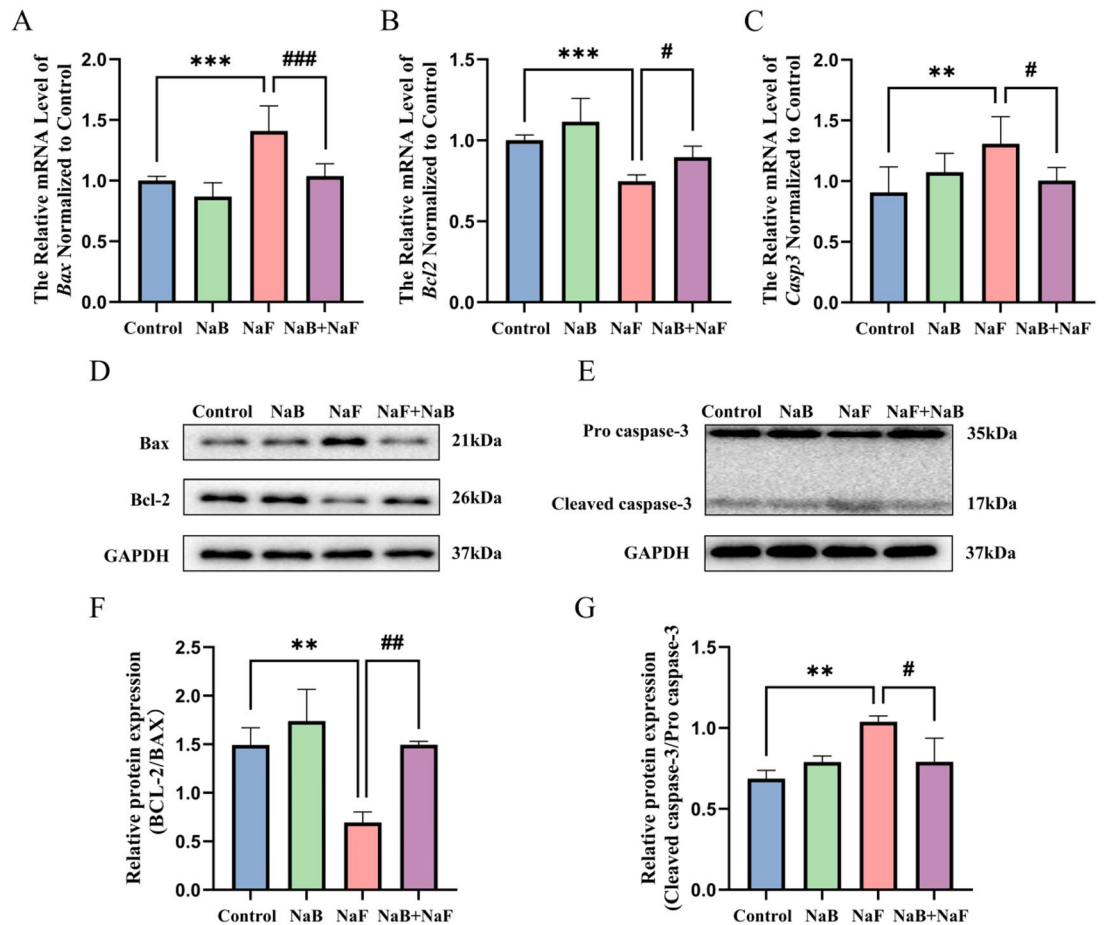 A
The Relative mRNA Level of
Bax Normalized to Control
2.0
1.5
1.0
0.5
0.0
***
###
Control NaB NaF NaB+NaF
B
The Relative mRNA Level of
Bcl2 Normalized to Control
1.5
1.0
0.5
0.0
***
#
Control NaB NaF NaB+NaF
C
The Relative mRNA Level of
Casp3 Normalized to Control
2.0
1.5
1.0
0.5
0.0
**
#
Control NaB NaF NaB+NaF
D
Control NaB NaF NaF+NaB
Bax 21kDa
Bcl-2 26kDa
GAPDH 37kDa
E
Control NaB NaF NaF+NaB
Pro caspase-3 35kDa
Cleaved caspase-3 17kDa
GAPDH 37kDa
F
Relative protein expression
(BCL-2/BAX)
2.5
2.0
1.5
1.0
0.5
0.0
**
##
Control NaB NaF NaB+NaF
G
Relative protein expression
(Cleaved caspase-3/Pro caspase-3
1.5
1.0
0.5
0.0
**
#
Control NaB NaF NaB+NaF